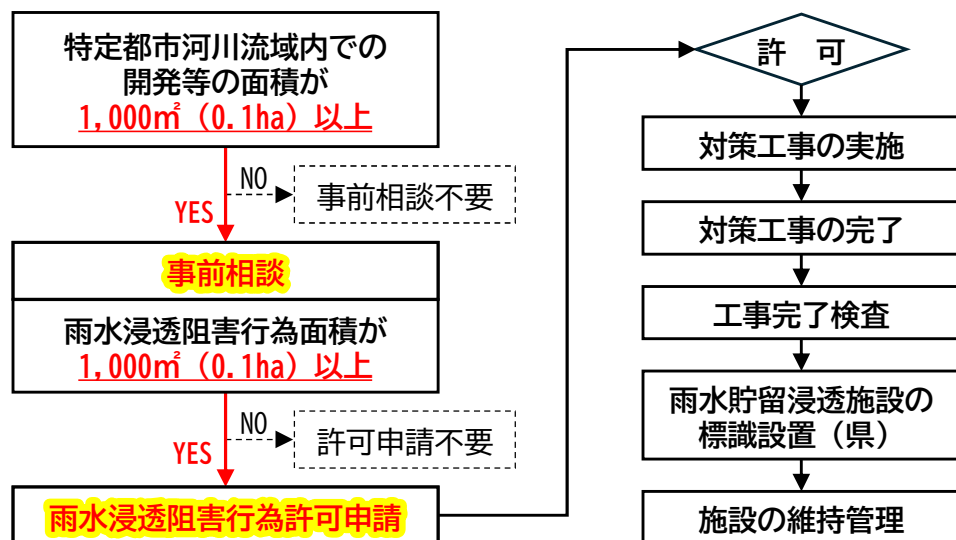 特定都市河川流域内での
開発等の面積が
1,000㎡（0.1ha）以上
NO
事前相談不要
YES
事前相談
雨水浸透阻害行為面積が
1,000㎡（0.1ha）以上
NO
許可申請不要
YES
雨水浸透阻害行為許可申請
許　可
対策工事の実施
対策工事の完了
工事完了検査
雨水貯留浸透施設の
標識設置（県）
施設の維持管理